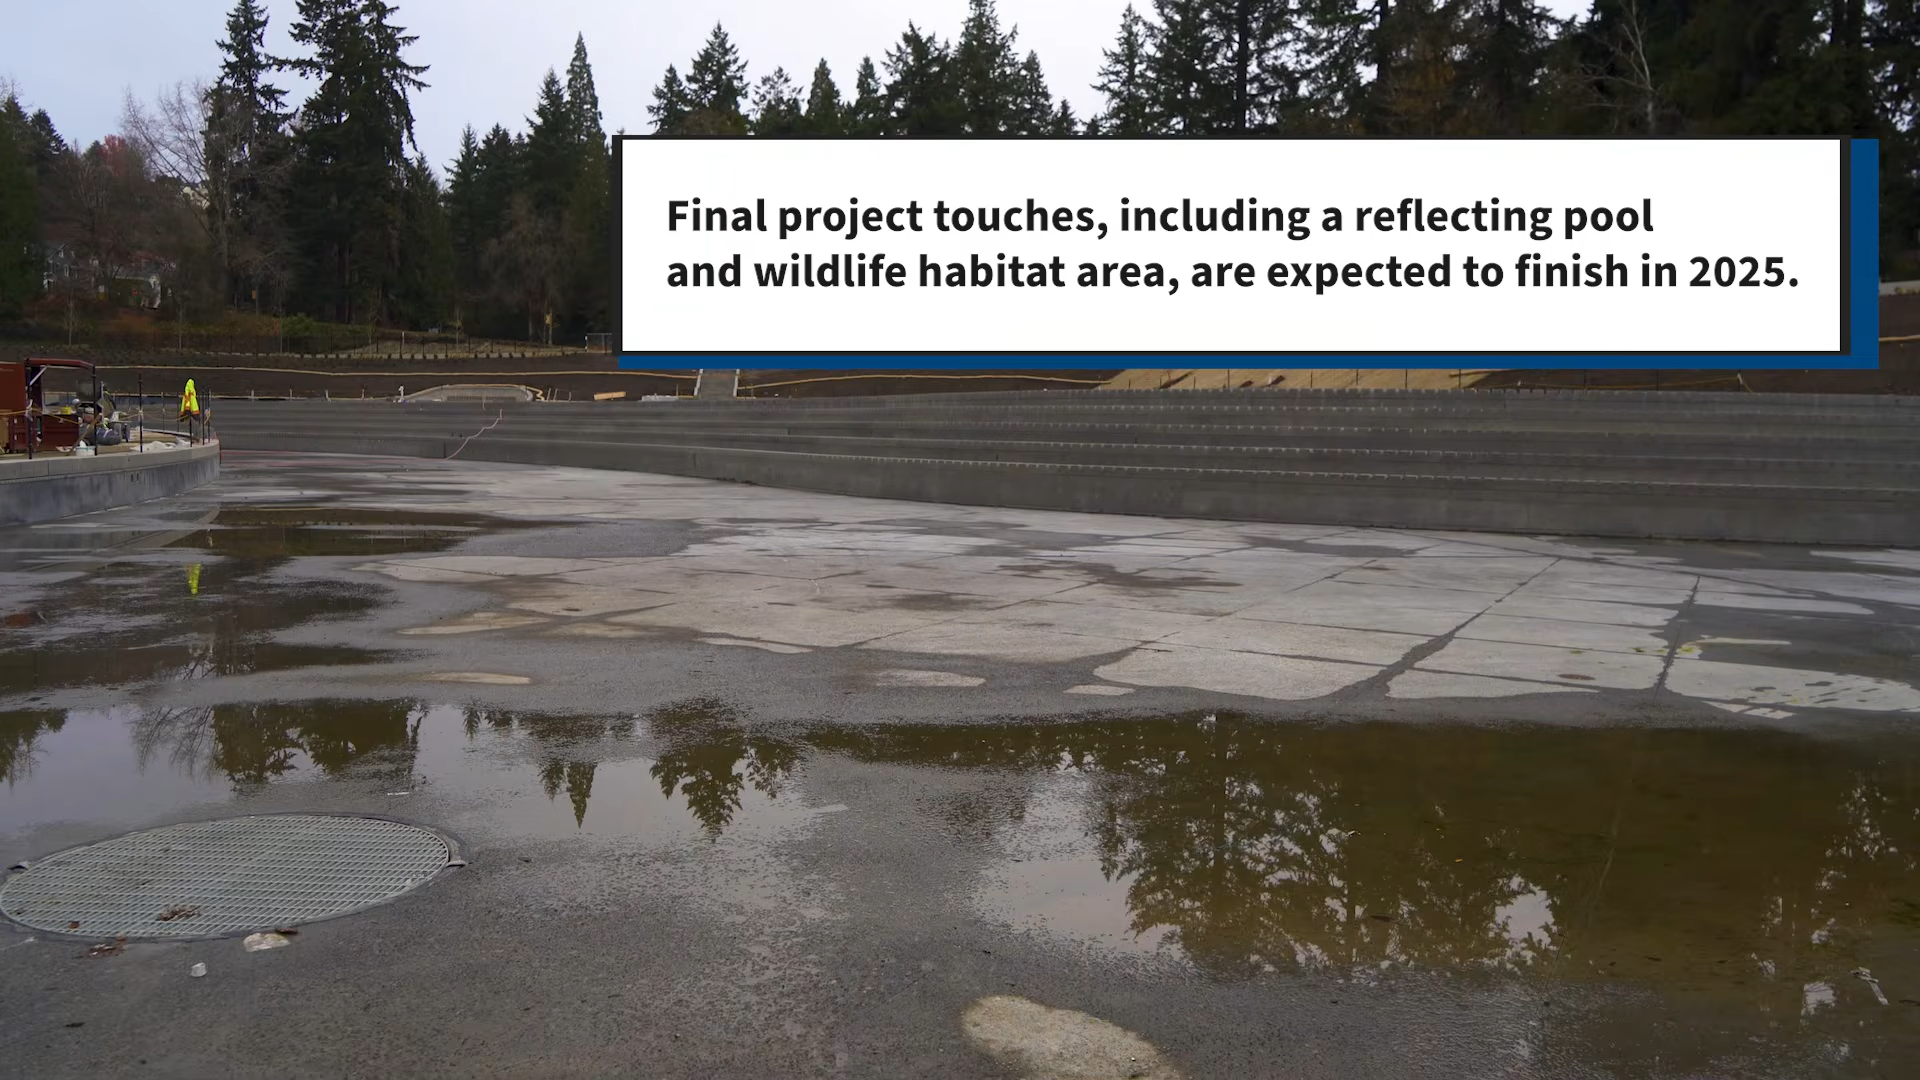 Final project touches, including a reflecting pool
and wildlife habitat area, are expected to finish in 2025.